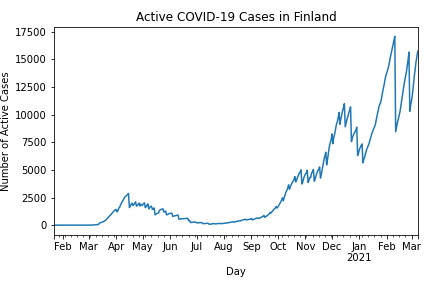 Active COVID-19 Cases in Finland
Number of Active Cases
17500
15000
12500
10000
7500
5000
2500
0
Feb Mar Apr May Jun Jul Aug Sep Oct Nov Dec Jan Feb Mar
2021
Day